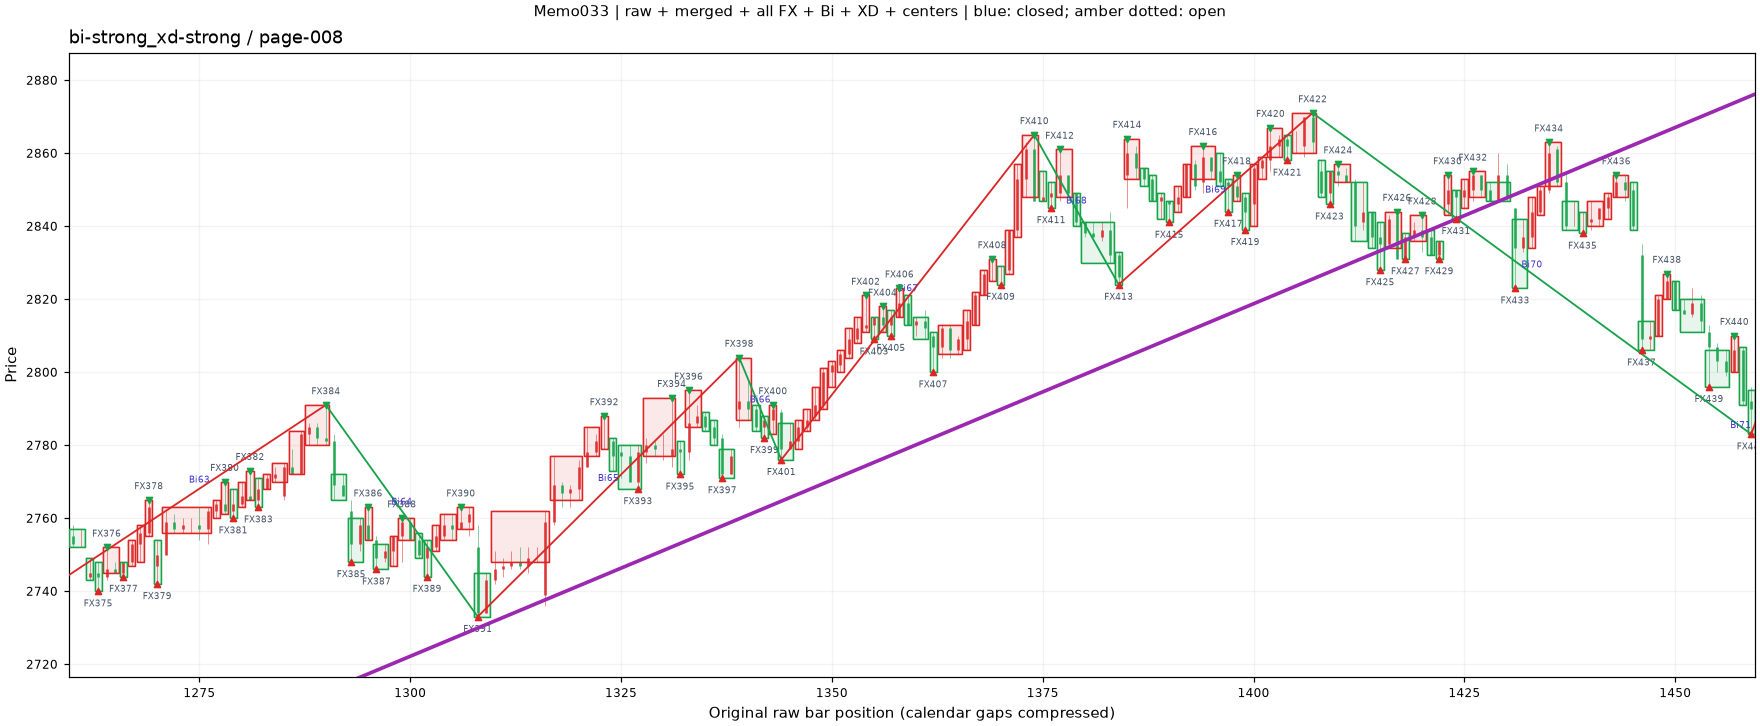 Memo033 | raw + merged + all FX + Bi + XD + centers | blue: closed; amber dotted: open
bi-strong_xd-strong / page-008
Price
2880
2860
2840
2820
2800
2780
2760
2740
2720
1275
1300
1325
1350
1375
1400
1425
1450
Original raw bar position (calendar gaps compressed)
FX375
FX376
FX377
FX378
FX379
Bi63
FX380
FX381
FX382
FX383
FX384
FX385
FX386
FX387
Bi64
FX388
FX389
FX390
FX391
FX392
Bi65
FX393
FX394
FX395
FX396
FX397
FX398
Bi66
FX399
FX400
FX401
FX402
FX403
FX404
FX405
FX406
Bi67
FX407
FX408
FX409
FX410
FX411
FX412
Bi68
FX413
FX414
FX415
FX416
Bi69
FX417
FX418
FX419
FX420
FX421
FX422
FX423
FX424
FX425
FX426
FX427
FX428
FX429
FX430
FX431
FX432
FX433
Bi70
FX434
FX435
FX436
FX437
FX438
FX439
FX440
Bi71